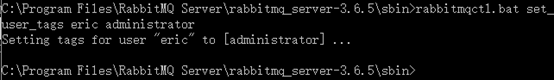 C:\Program Files\RabbitMQ Server\rabbitmq_server-3.6.5\sbin>rabbitmqctl.bat set_
user_tags eric administrator
Setting tags for user "eric" to [administrator] ...

C:\Program Files\RabbitMQ Server\rabbitmq_server-3.6.5\sbin>